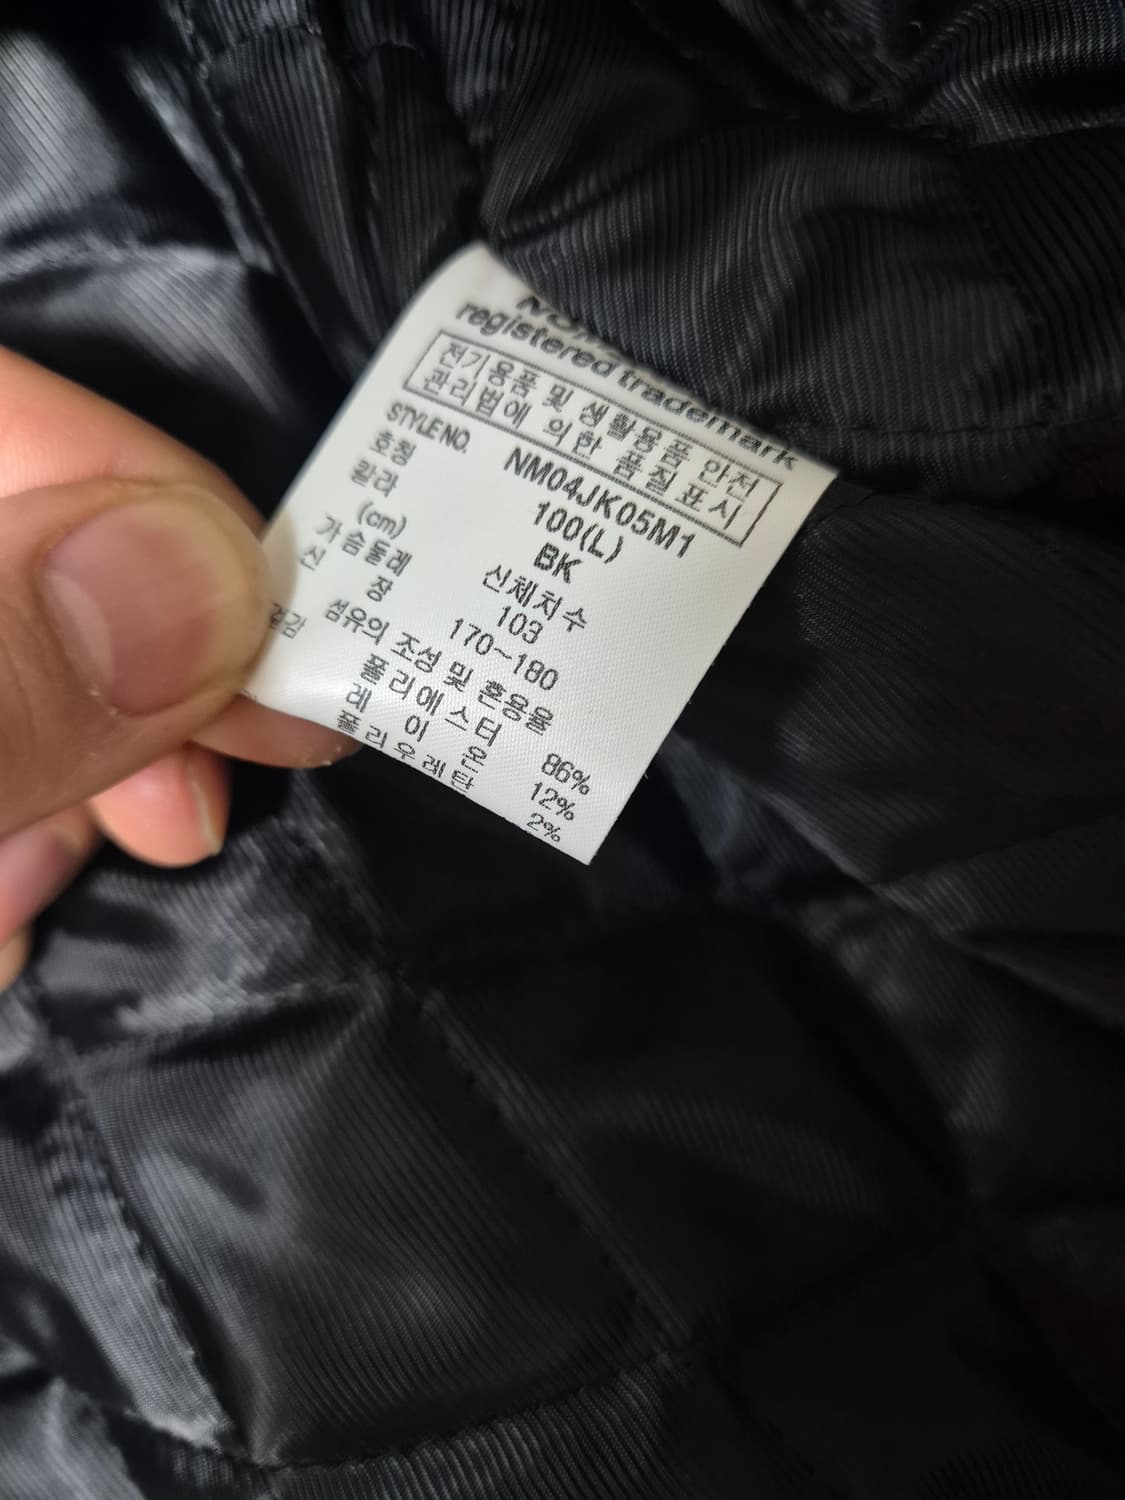 registered trademark
전기용품 및 생활용품 안전
관리법에 의한 품질표시
STYLE NO. NM04JK05M1
호칭 100(L)
칼라 BK
(cm) 신체치수
가슴둘레 103
신 장 170~180
섬유의 조성 및 혼용율
겉감 폴리에스터 86%
레 이 온 12%
폴리우레탄 2%